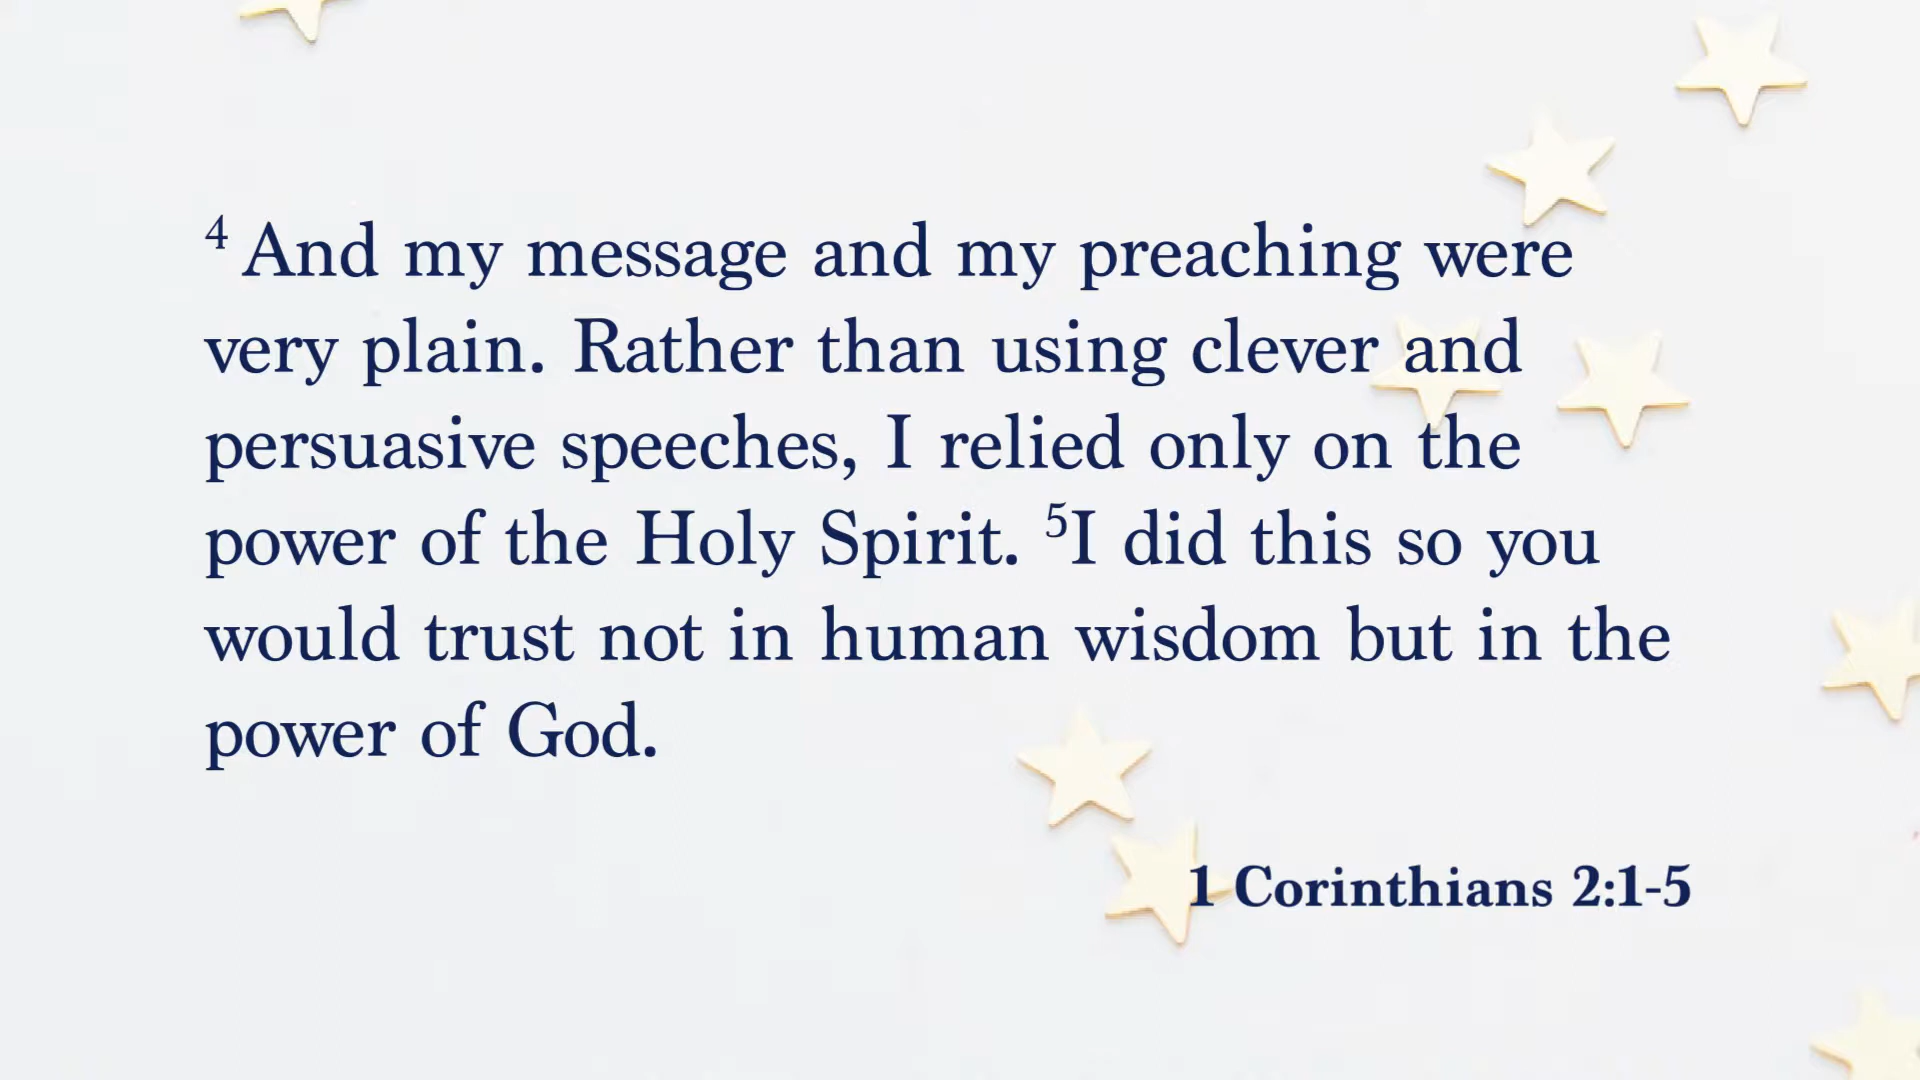 ⁴ And my message and my preaching were
very plain. Rather than using clever and
persuasive speeches, I relied only on the
power of the Holy Spirit. ⁵I did this so you
would trust not in human wisdom but in the
power of God.
1 Corinthians 2:1-5